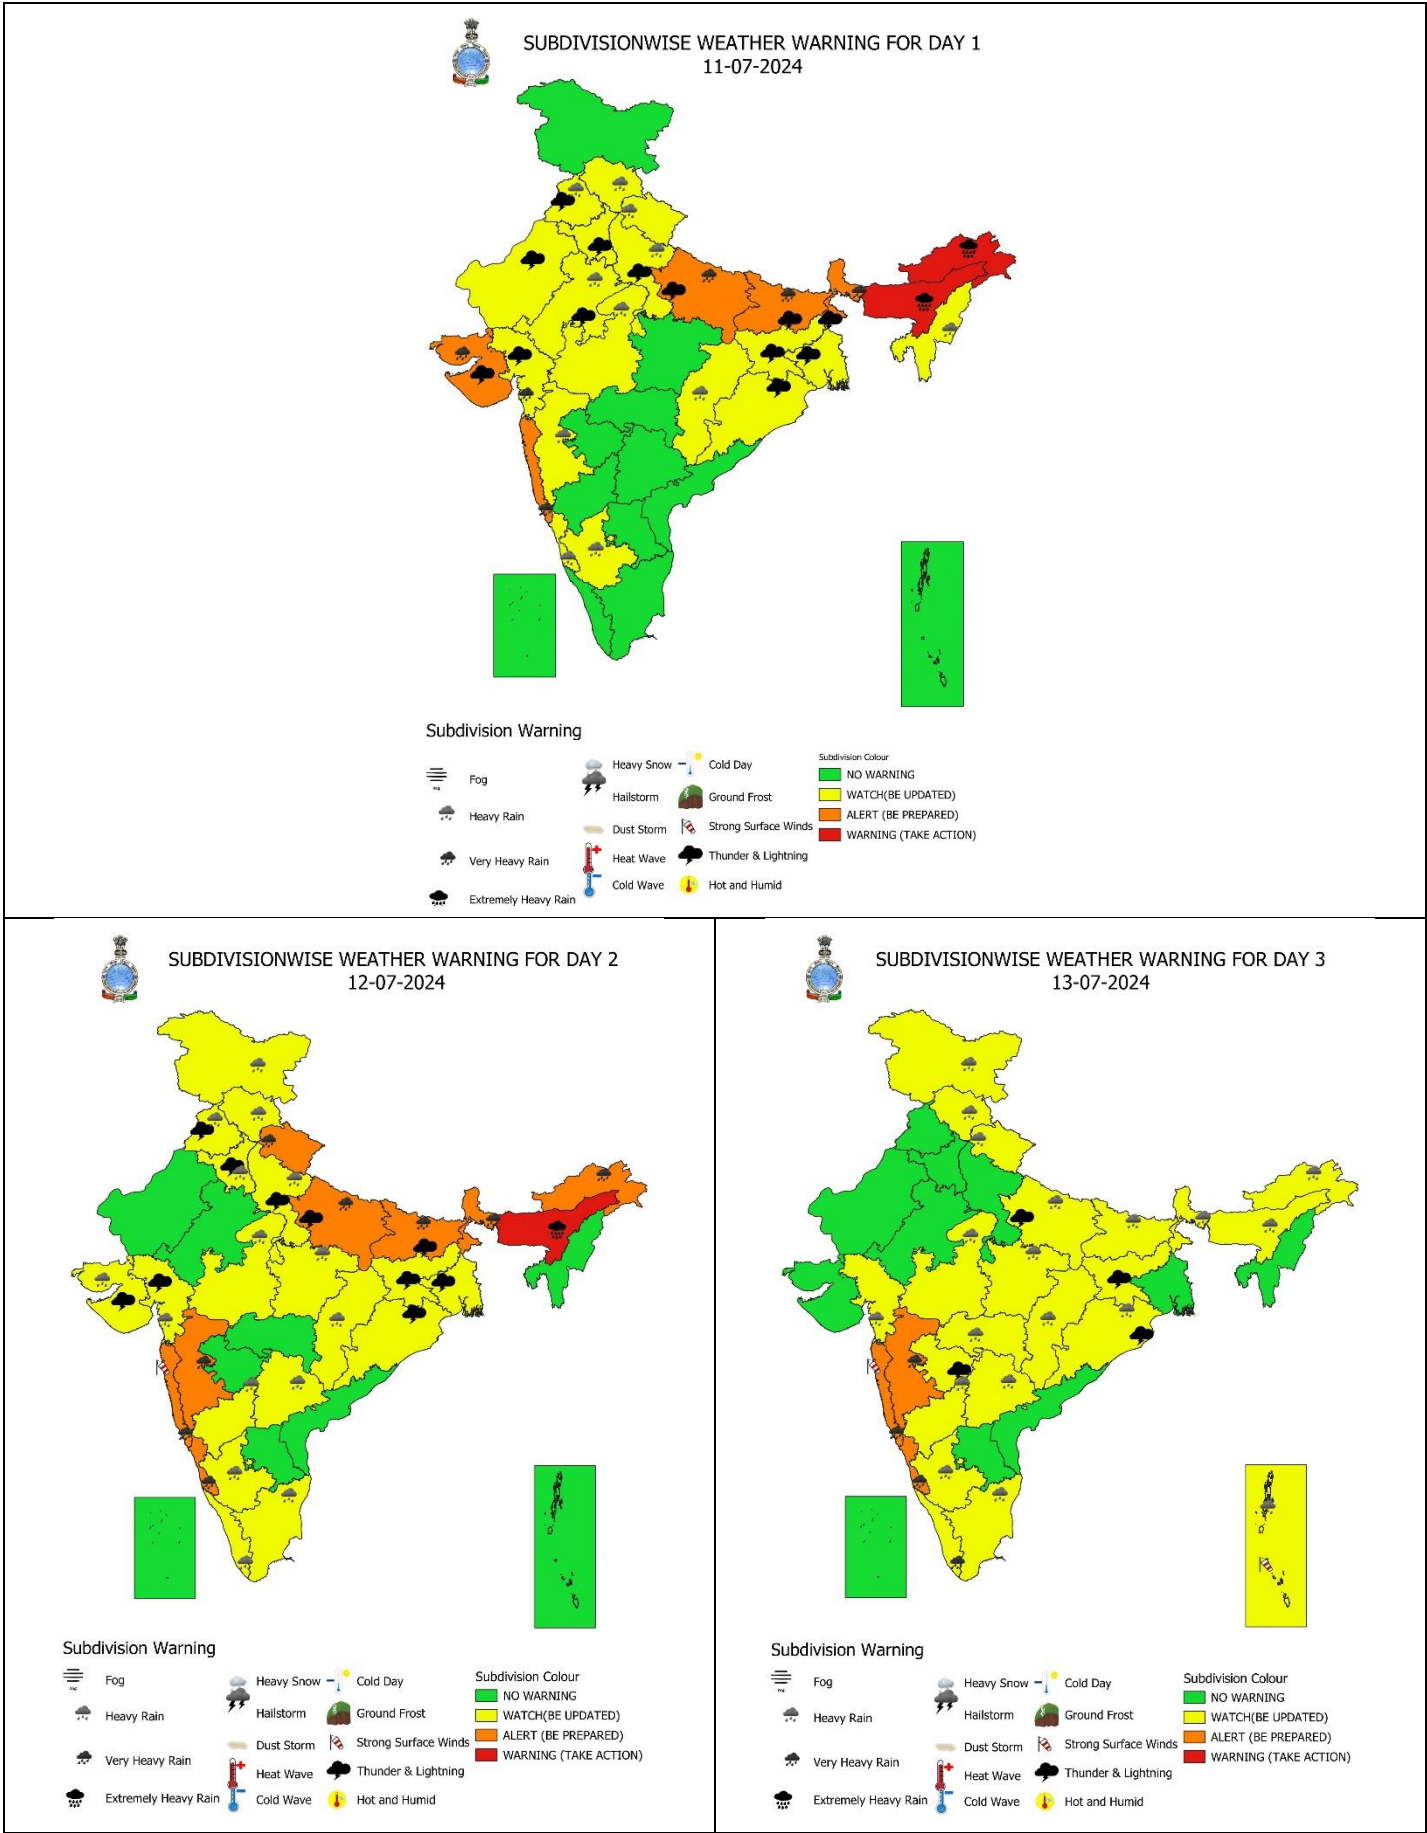 SUBDIVISIONWISE WEATHER WARNING FOR DAY 1
11-07-2024
Subdivision Warning
Fog
Heavy Rain
Very Heavy Rain
Extremely Heavy Rain
Heavy Snow
Hailstorm
Dust Storm
Heat Wave
Cold Wave
Cold Day
Ground Frost
Strong Surface Winds
Thunder & Lightning
Hot and Humid
Subdivision Colour
NO WARNING
WATCH(BE UPDATED)
ALERT (BE PREPARED)
WARNING (TAKE ACTION)
SUBDIVISIONWISE WEATHER WARNING FOR DAY 2
12-07-2024
Subdivision Warning
Fog
Heavy Rain
Very Heavy Rain
Extremely Heavy Rain
Heavy Snow
Hailstorm
Dust Storm
Heat Wave
Cold Wave
Cold Day
Ground Frost
Strong Surface Winds
Thunder & Lightning
Hot and Humid
Subdivision Colour
NO WARNING
WATCH(BE UPDATED)
ALERT (BE PREPARED)
WARNING (TAKE ACTION)
SUBDIVISIONWISE WEATHER WARNING FOR DAY 3
13-07-2024
Subdivision Warning
Fog
Heavy Rain
Very Heavy Rain
Extremely Heavy Rain
Heavy Snow
Hailstorm
Dust Storm
Heat Wave
Cold Wave
Cold Day
Ground Frost
Strong Surface Winds
Thunder & Lightning
Hot and Humid
Subdivision Colour
NO WARNING
WATCH(BE UPDATED)
ALERT (BE PREPARED)
WARNING (TAKE ACTION)